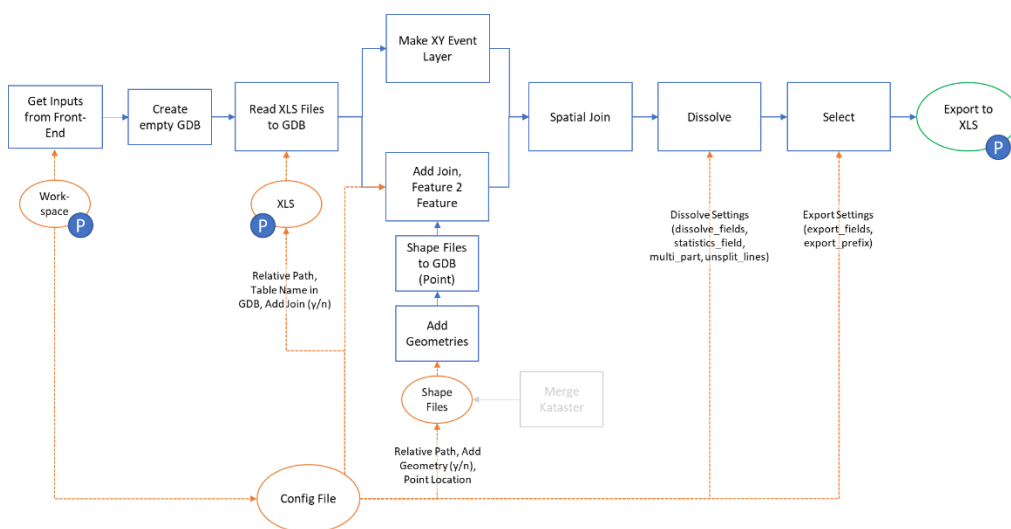 Make XY Event
Layer
Get Inputs
from Front-
End
Create
empty GDB
Read XLS Files
to GDB
Spatial Join
Dissolve
Select
Export to
XLS
P
Add Join,
Feature 2
Feature
Work-
space
P
XLS
P
Shape Files
to GDB
(Point)
Dissolve Settings
(dissolve_fields,
statistics_field,
multi_part, unsplit_lines)
Export Settings
(export_fields,
export_prefix)
Relative Path,
Table Name in
GDB, Add Join (y/n)
Add
Geometries
Shape
Files
Merge
Kataster
Relative Path, Add
Geometry (y/n),
Point Location
Config File